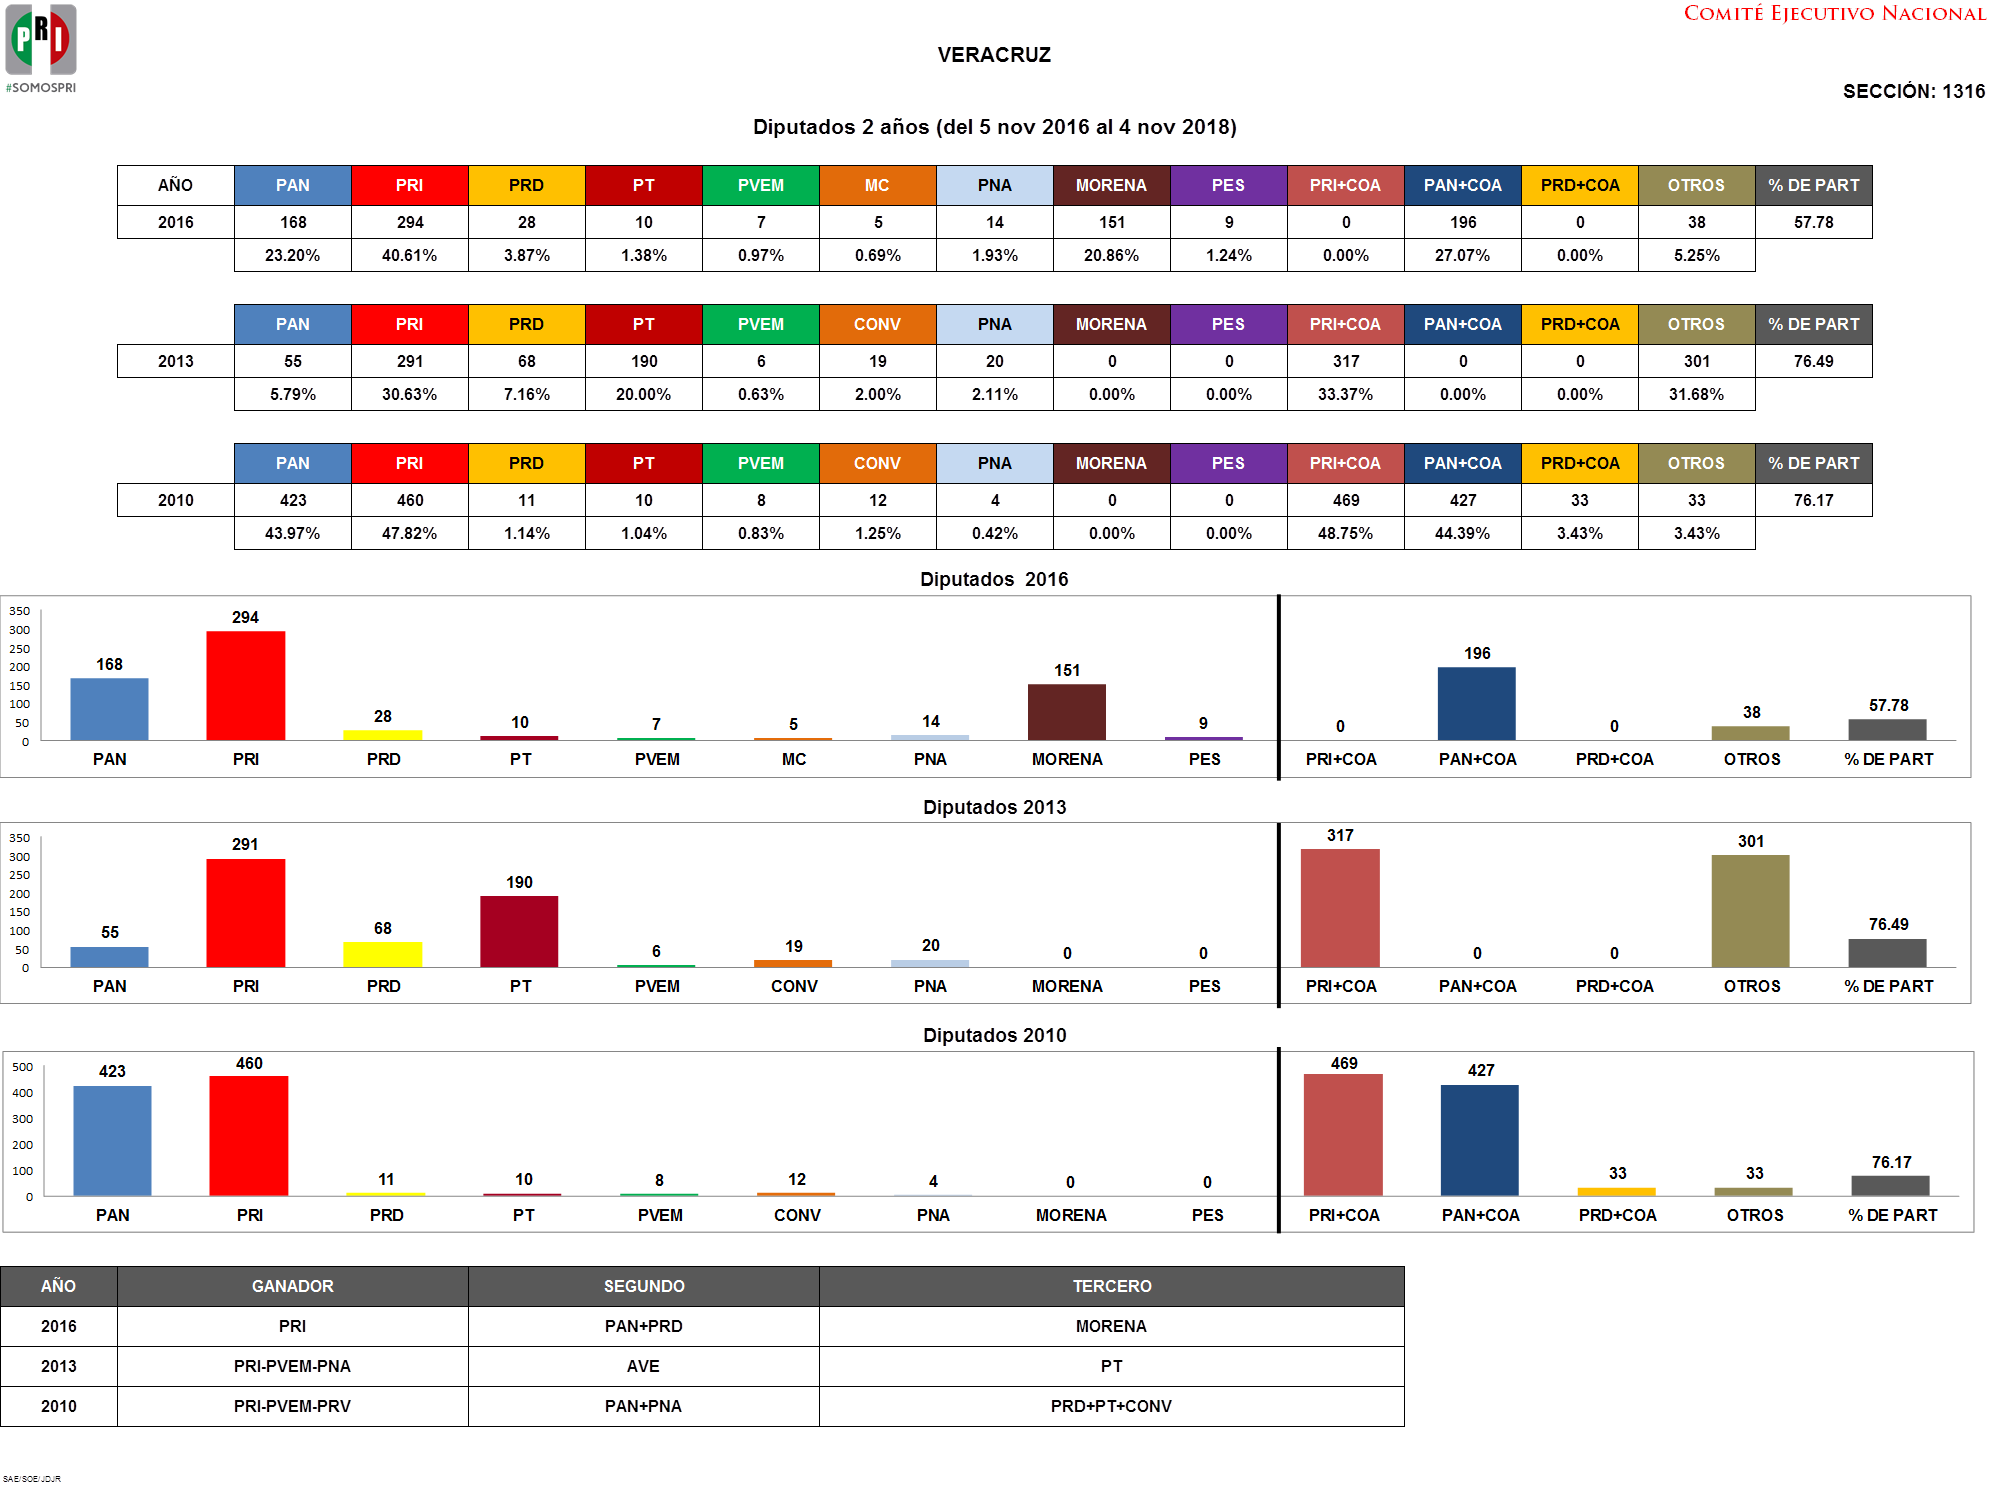 PRI
#SOMOSPRI
COMITÉ EJECUTIVO NACIONAL
VERACRUZ
SECCIÓN: 1316
Diputados 2 años (del 5 nov 2016 al 4 nov 2018)
AÑO PAN PRI PRD PT PVEM MC PNA MORENA PES PRI+COA PAN+COA PRD+COA OTROS % DE PART
2016 168 294 28 10 7 5 14 151 9 0 196 0 38 57.78
23.20% 40.61% 3.87% 1.38% 0.97% 0.69% 1.93% 20.86% 1.24% 0.00% 27.07% 0.00% 5.25%
PAN PRI PRD PT PVEM CONV PNA MORENA PES PRI+COA PAN+COA PRD+COA OTROS % DE PART
2013 55 291 68 190 6 19 20 0 0 317 0 0 301 76.49
5.79% 30.63% 7.16% 20.00% 0.63% 2.00% 2.11% 0.00% 0.00% 33.37% 0.00% 0.00% 31.68%
PAN PRI PRD PT PVEM CONV PNA MORENA PES PRI+COA PAN+COA PRD+COA OTROS % DE PART
2010 423 460 11 10 8 12 4 0 0 469 427 33 33 76.17
43.97% 47.82% 1.14% 1.04% 0.83% 1.25% 0.42% 0.00% 0.00% 48.75% 44.39% 3.43% 3.43%
Diputados 2016
350
300
250
200
150
100
50
0
168 294 28 10 7 5 14 151 9 0 196 0 38 57.78
PAN PRI PRD PT PVEM MC PNA MORENA PES PRI+COA PAN+COA PRD+COA OTROS % DE PART
Diputados 2013
350
300
250
200
150
100
50
0
55 291 68 190 6 19 20 0 0 317 0 0 301 76.49
PAN PRI PRD PT PVEM CONV PNA MORENA PES PRI+COA PAN+COA PRD+COA OTROS % DE PART
Diputados 2010
500
400
300
200
100
0
423 460 11 10 8 12 4 0 0 469 427 33 33 76.17
PAN PRI PRD PT PVEM CONV PNA MORENA PES PRI+COA PAN+COA PRD+COA OTROS % DE PART
AÑO GANADOR SEGUNDO TERCERO
2016 PRI PAN+PRD MORENA
2013 PRI-PVEM-PNA AVE PT
2010 PRI-PVEM-PRV PAN+PNA PRD+PT+CONV
SAE/SOE/JDJR